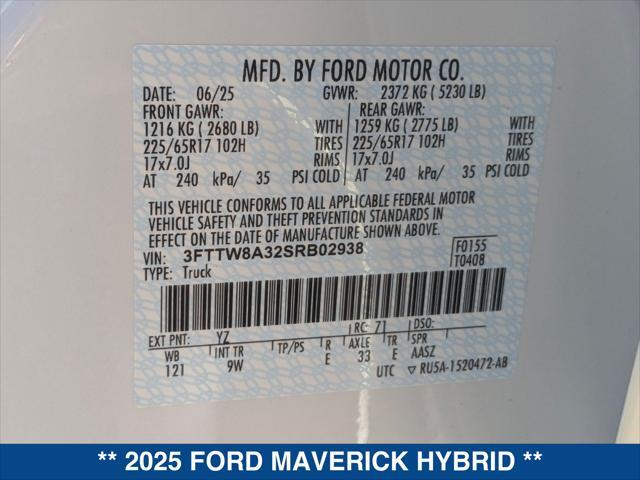 MFD. BY FORD MOTOR CO.
DATE: 06/25 GVWR: 2372 KG ( 5230 LB)
FRONT GAWR: REAR GAWR:
1216 KG ( 2680 LB) WITH 1259 KG ( 2775 LB) WITH
225/65R17 102H TIRES 225/65R17 102H TIRES
17x7.0J RIMS 17x7.0J RIMS
AT 240 kPa/ 35 PSI COLD AT 240 kPa/ 35 PSI COLD
THIS VEHICLE CONFORMS TO ALL APPLICABLE FEDERAL MOTOR
VEHICLE SAFETY AND THEFT PREVENTION STANDARDS IN
EFFECT ON THE DATE OF MANUFACTURE SHOWN ABOVE.
VIN: 3FTTW8A32SRB02938 F0155
TYPE: Truck T0408
EXT PNT: YZ RC: 71 DSO:
WB INT TR TP/PS R AXLE TR SPR
121 9W E 33 E AASZ
UTC ▽ RU5A-1520472-AB
** 2025 FORD MAVERICK HYBRID **